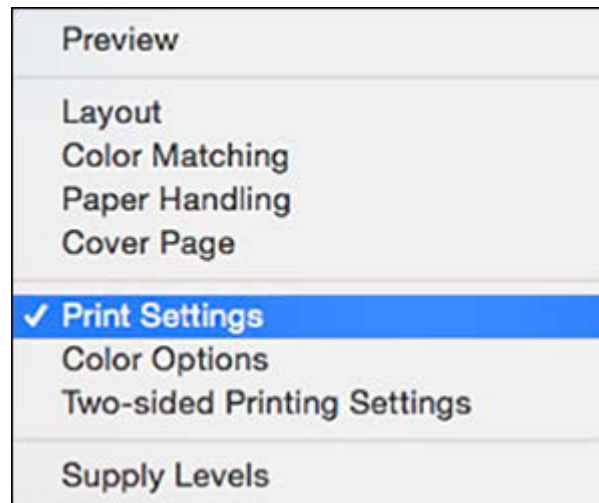 Preview
Layout
Color Matching
Paper Handling
Cover Page
✓ Print Settings
Color Options
Two-sided Printing Settings
Supply Levels